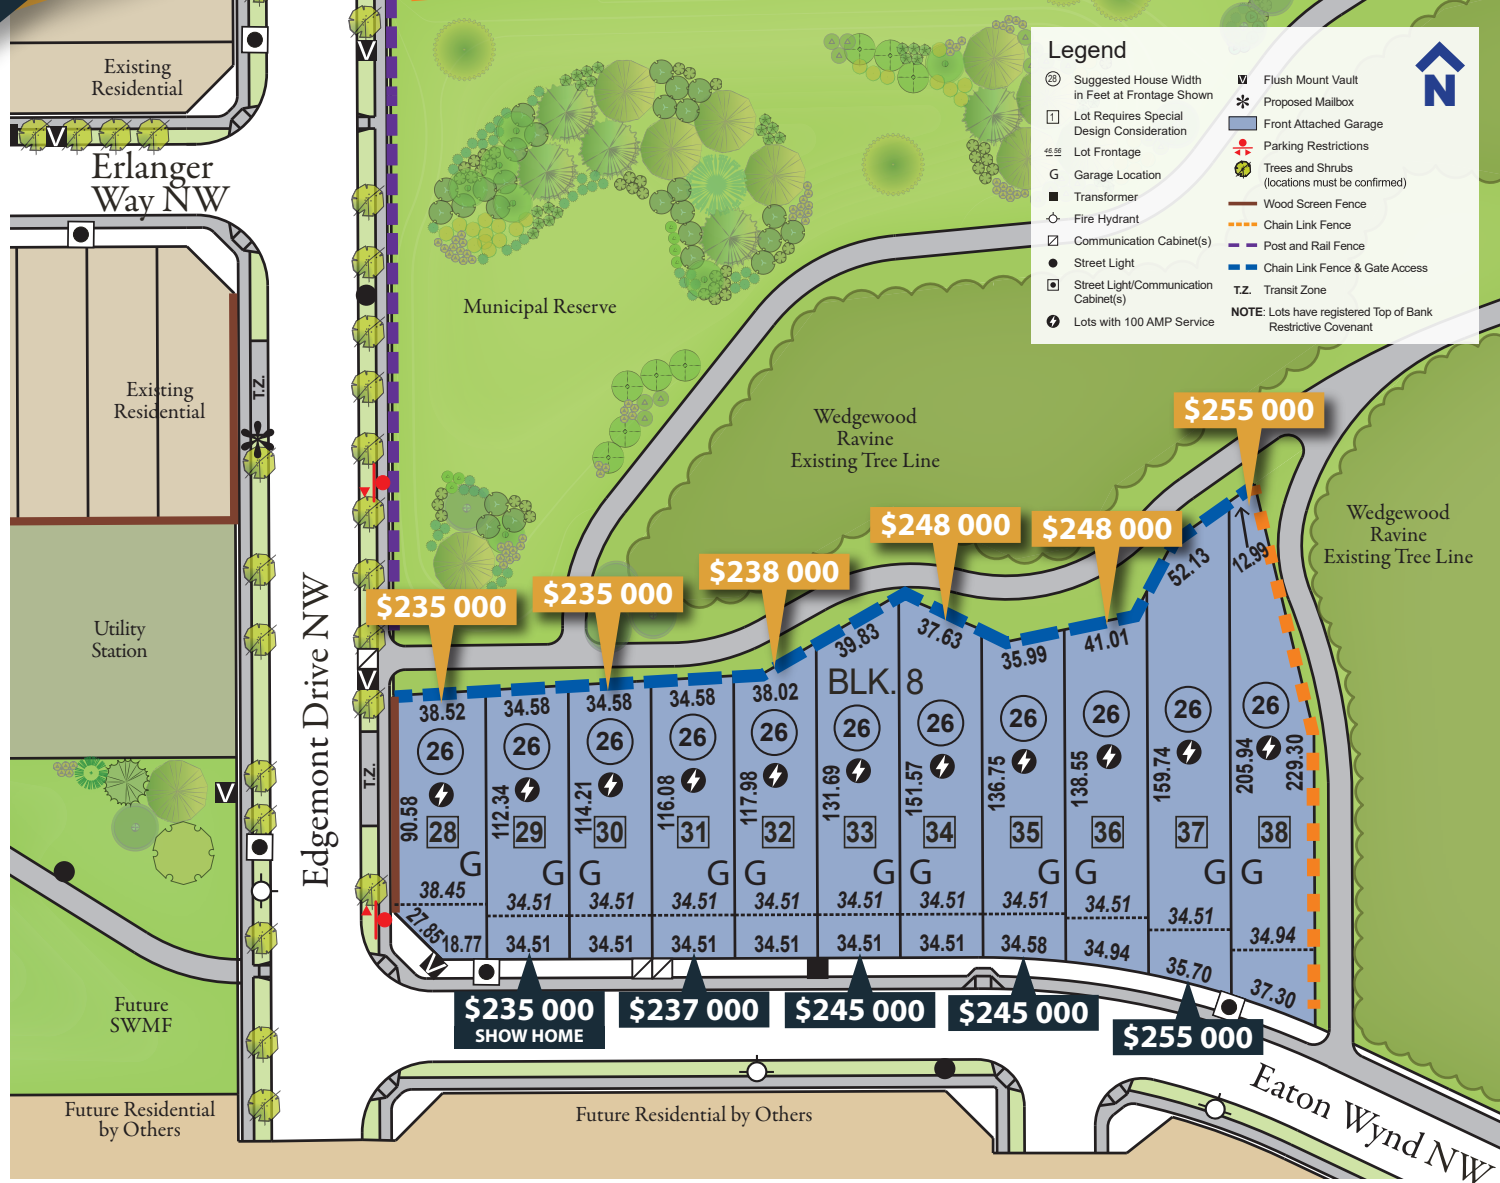 Existing
Residential
Erlanger
Way NW
Existing
Residential
T.Z.
Utility
Station
Edgemont Drive NW
T.Z.
V
V
V
V
V
Future
SWMF
Future Residential
by Others
Municipal Reserve
Wedgewood
Ravine
Existing Tree Line
Wedgewood
Ravine
Existing Tree Line
Legend
28 Suggested House Width
in Feet at Frontage Shown
1 Lot Requires Special
Design Consideration
46.56 Lot Frontage
G Garage Location
Transformer
Fire Hydrant
Communication Cabinet(s)
Street Light
Street Light/Communication
Cabinet(s)
Lots with 100 AMP Service
V Flush Mount Vault
Proposed Mailbox
Front Attached Garage
Parking Restrictions
Trees and Shrubs
(locations must be confirmed)
Wood Screen Fence
Chain Link Fence
Post and Rail Fence
Chain Link Fence & Gate Access
T.Z. Transit Zone
NOTE: Lots have registered Top of Bank
Restrictive Covenant
N
$235 000
$235 000
$238 000
$248 000
$248 000
$255 000
BLK. 8
38.52
34.58
34.58
34.58
38.02
39.83
37.63
35.99
41.01
52.13
12.99
26 26 26 26 26 26 26 26 26 26 26
90.58
112.34
114.21
116.08
117.98
131.69
151.57
136.75
138.55
159.74
205.94
229.30
28 29 30 31 32 33 34 35 36 37 38
G G G G G G G G G G
38.45 34.51 34.51 34.51 34.51 34.51 34.51 34.51 34.51 34.51 34.94
27.85
18.77 34.51 34.51 34.51 34.51 34.51 34.51 34.58 34.94 35.70 37.30
$235 000
SHOW HOME
$237 000
$245 000
$245 000
$255 000
Future Residential by Others
Eaton Wynd NW